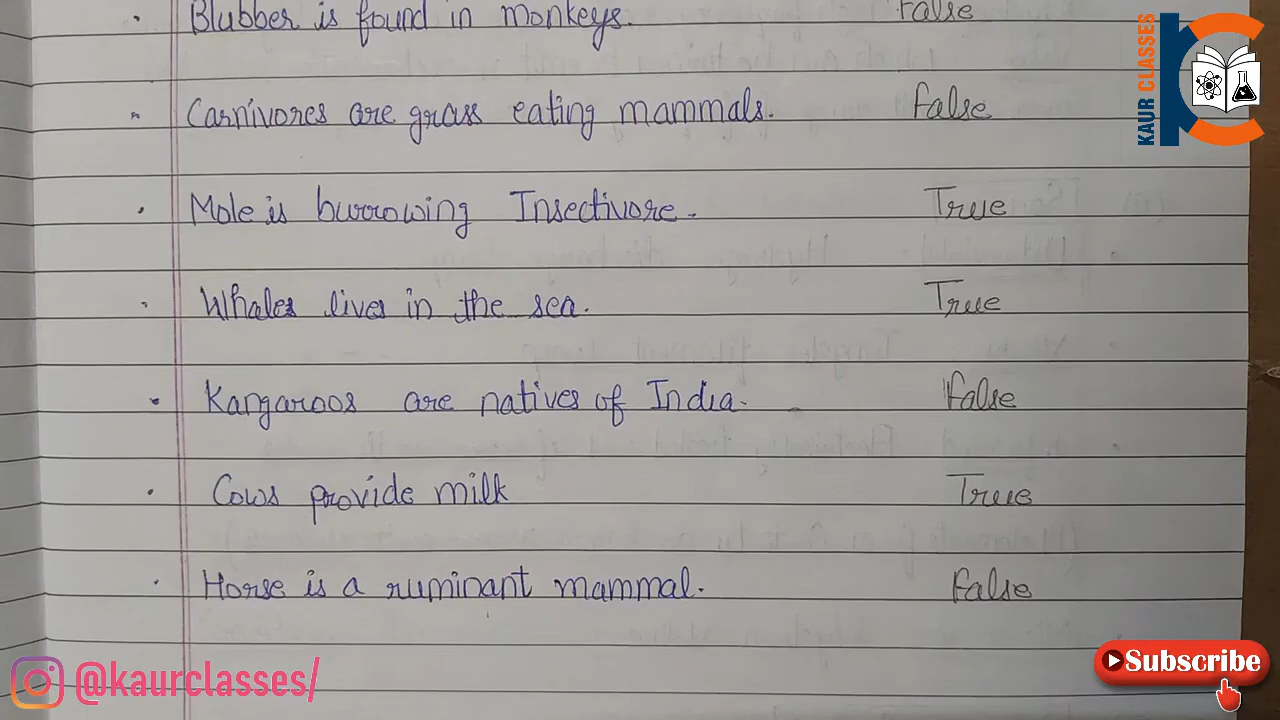 Blubber is found in monkeys. False
Carnivores are grass eating mammals. False
Mole is burrowing Insectivore. True
Whales lives in the sea. True
Kangaroos are natives of India. False
Cows provide milk True
Horse is a ruminant mammal. False
KAUR CLASSES
@kaurclasses/
Subscribe